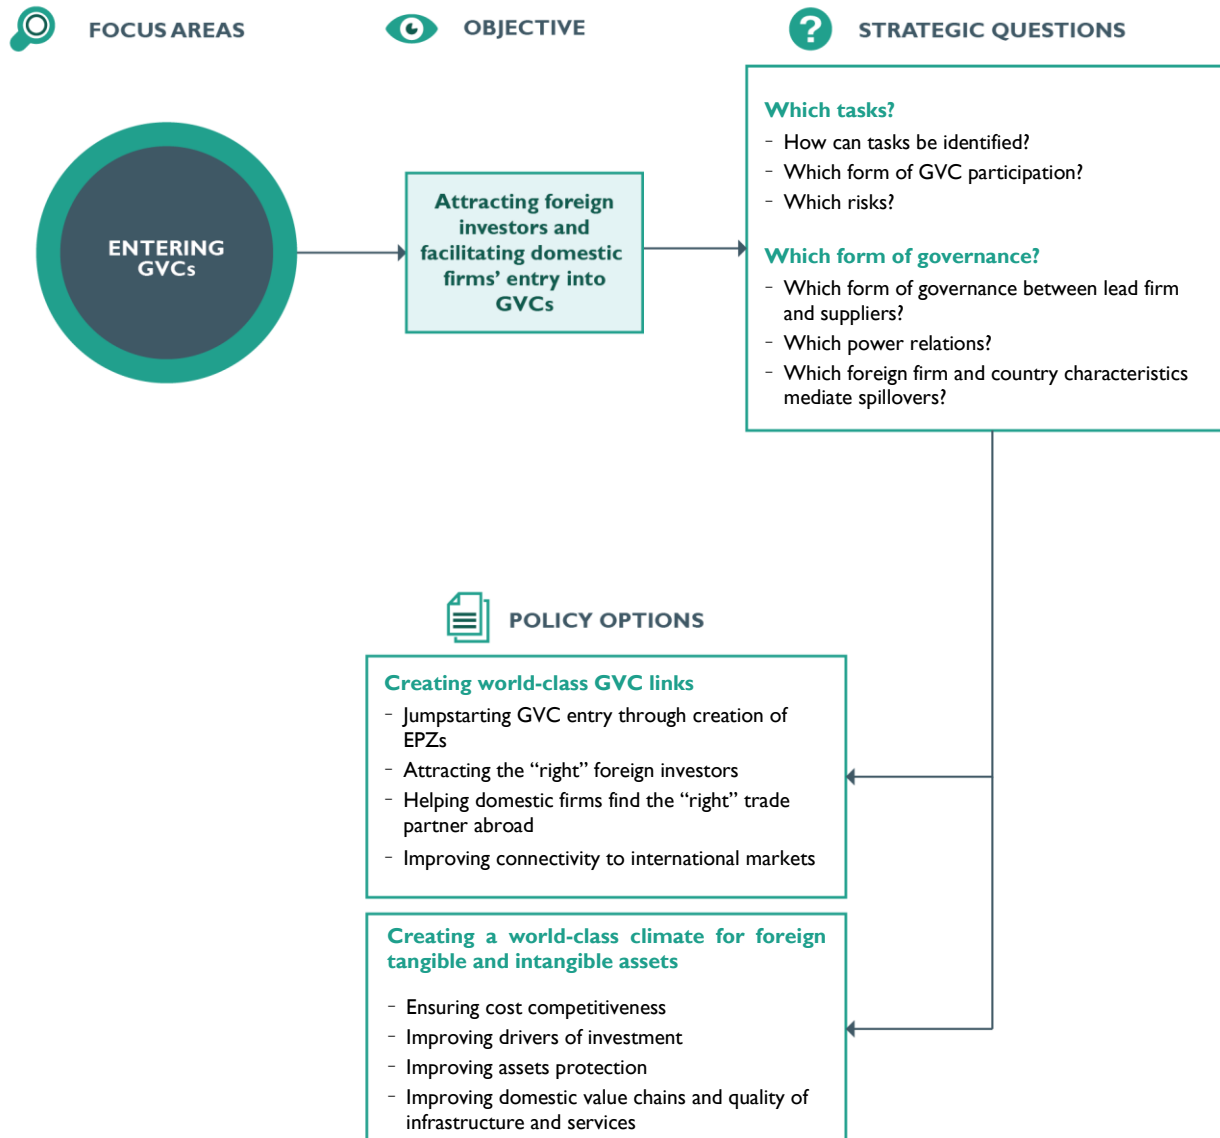 FOCUS AREAS
OBJECTIVE
? STRATEGIC QUESTIONS
ENTERING
GVCs
Attracting foreign
investors and
facilitating domestic
firms’ entry into
GVCs
Which tasks?
- How can tasks be identified?
- Which form of GVC participation?
- Which risks?
Which form of governance?
- Which form of governance between lead firm
and suppliers?
- Which power relations?
- Which foreign firm and country characteristics
mediate spillovers?
POLICY OPTIONS
Creating world-class GVC links
- Jumpstarting GVC entry through creation of
EPZs
- Attracting the “right” foreign investors
- Helping domestic firms find the “right” trade
partner abroad
- Improving connectivity to international markets
Creating a world-class climate for foreign
tangible and intangible assets
- Ensuring cost competitiveness
- Improving drivers of investment
- Improving assets protection
- Improving domestic value chains and quality of
infrastructure and services